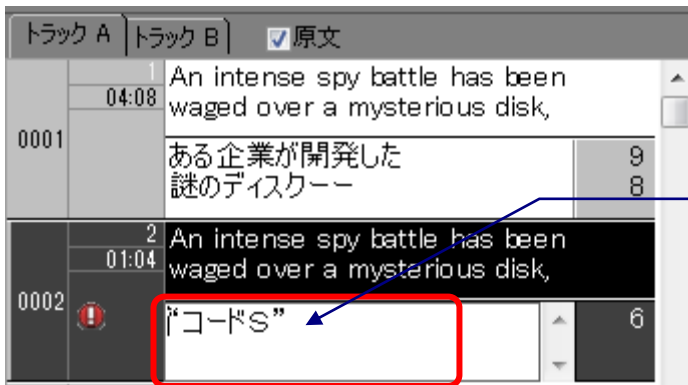 トラック A トラック B 原文
0001
1
04:08
An intense spy battle has been
waged over a mysterious disk,
ある企業が開発した 9
謎のディスクーー 8
0002
2
01:04
An intense spy battle has been
waged over a mysterious disk,
“コードS” 6